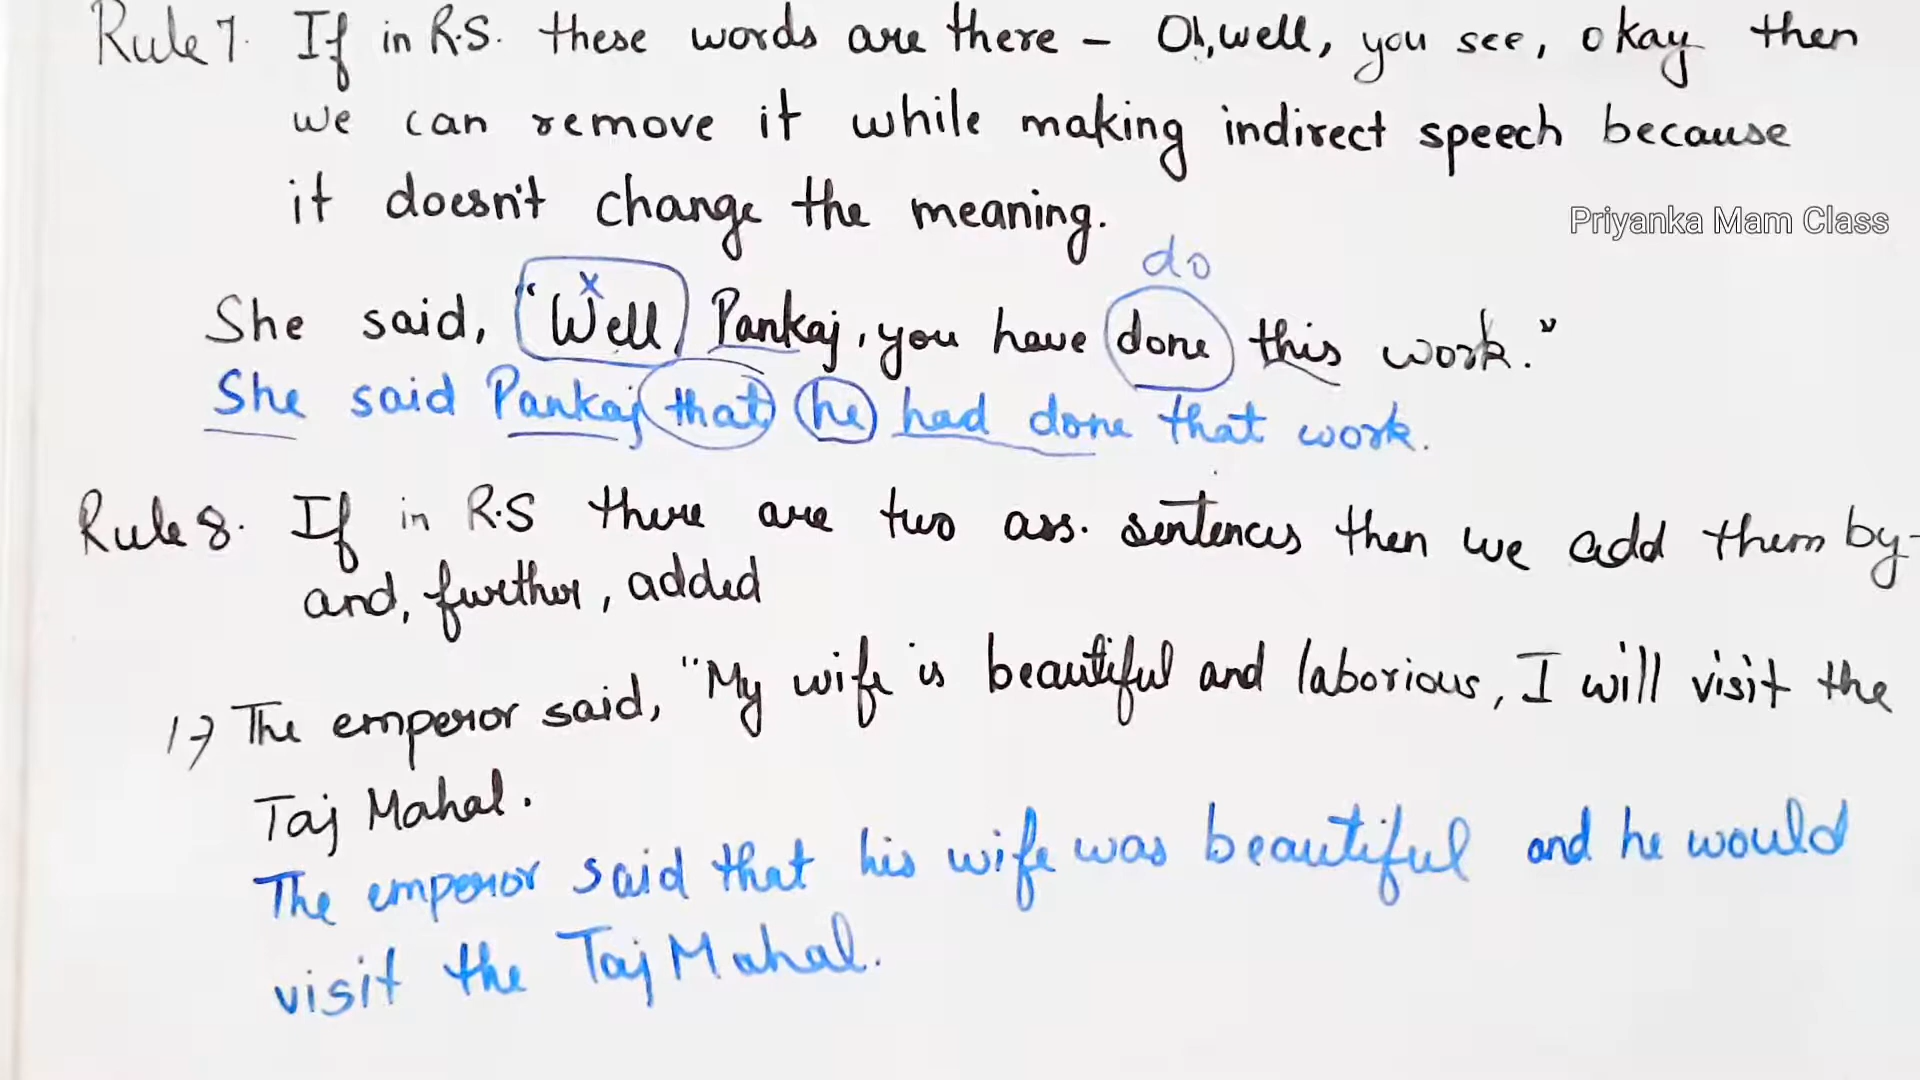 Rule 7. If in R.S. these words are there - Oh, well, you see, okay then
we can remove it while making indirect speech because
it doesn't change the meaning.
Priyanka Mam Class
do
x
She said, "Well Pankaj, you have done this work."
She said Pankaj that he had done that work.
Rule 8. If in R.S there are two ass. sentences then we add them by-
and, further, added
1-> The emperor said, "My wife is beautiful and laborious, I will visit the
Taj Mahal.
The emperor said that his wife was beautiful and he would
visit the Taj Mahal.